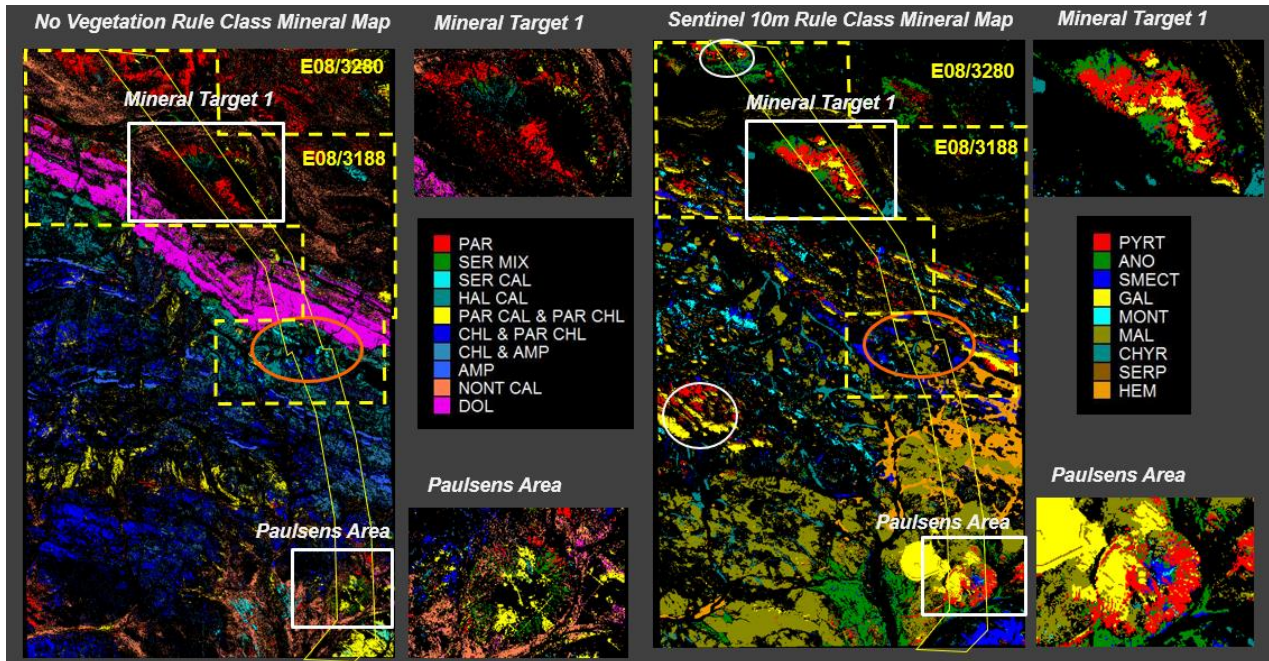 No Vegetation Rule Class Mineral Map
Mineral Target 1
E08/3280
Mineral Target 1
E08/3188
PAR
SER MIX
SER CAL
HAL CAL
PAR CAL & PAR CHL
CHL & PAR CHL
CHL & AMP
AMP
NONT CAL
DOL
Paulsens Area
Paulsens Area
Sentinel 10m Rule Class Mineral Map
Mineral Target 1
E08/3280
Mineral Target 1
E08/3188
PYRT
ANO
SMECT
GAL
MONT
MAL
CHYR
SERP
HEM
Paulsens Area
Paulsens Area